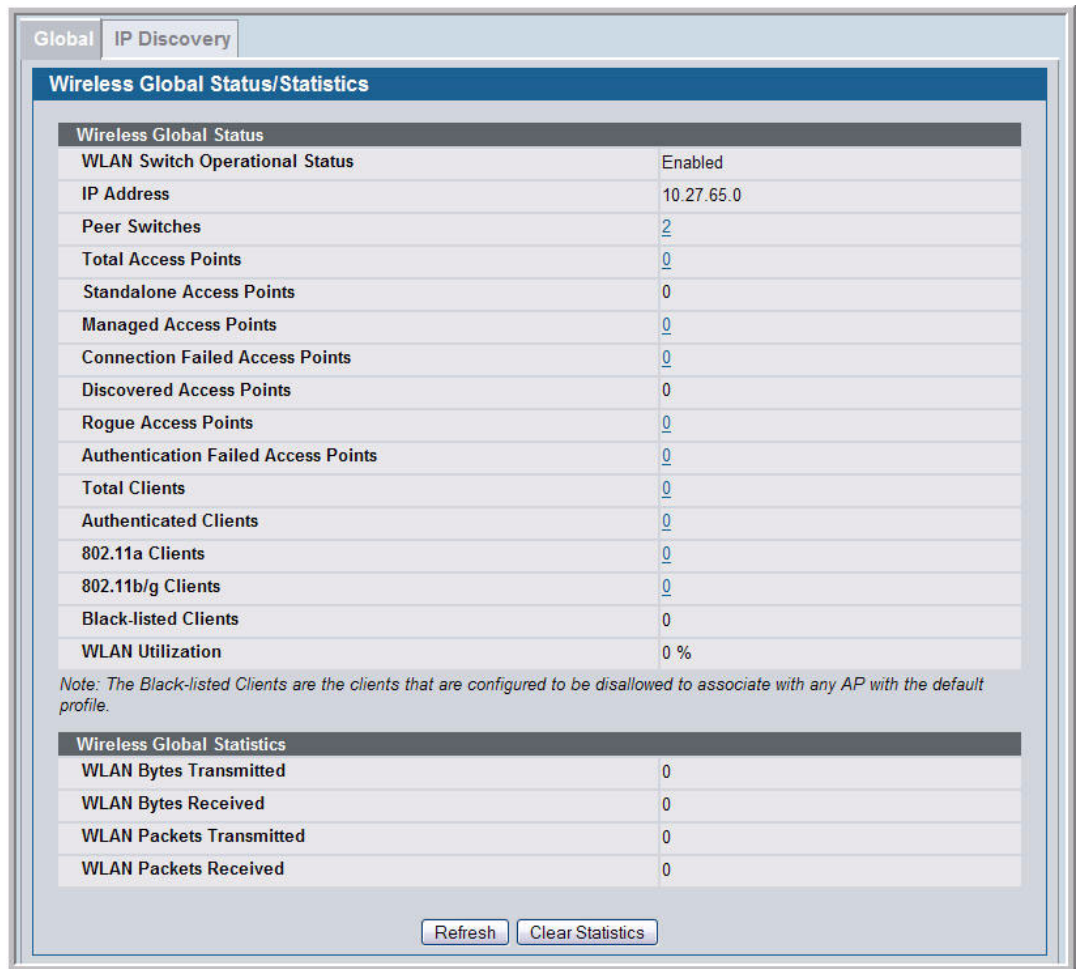 Global IP Discovery
Wireless Global Status/Statistics
Wireless Global Status
WLAN Switch Operational Status Enabled
IP Address 10.27.65.0
Peer Switches 2
Total Access Points 0
Standalone Access Points 0
Managed Access Points 0
Connection Failed Access Points 0
Discovered Access Points 0
Rogue Access Points 0
Authentication Failed Access Points 0
Total Clients 0
Authenticated Clients 0
802.11a Clients 0
802.11b/g Clients 0
Black-listed Clients 0
WLAN Utilization 0 %
Note: The Black-listed Clients are the clients that are configured to be disallowed to associate with any AP with the default
profile.
Wireless Global Statistics
WLAN Bytes Transmitted 0
WLAN Bytes Received 0
WLAN Packets Transmitted 0
WLAN Packets Received 0
Refresh Clear Statistics